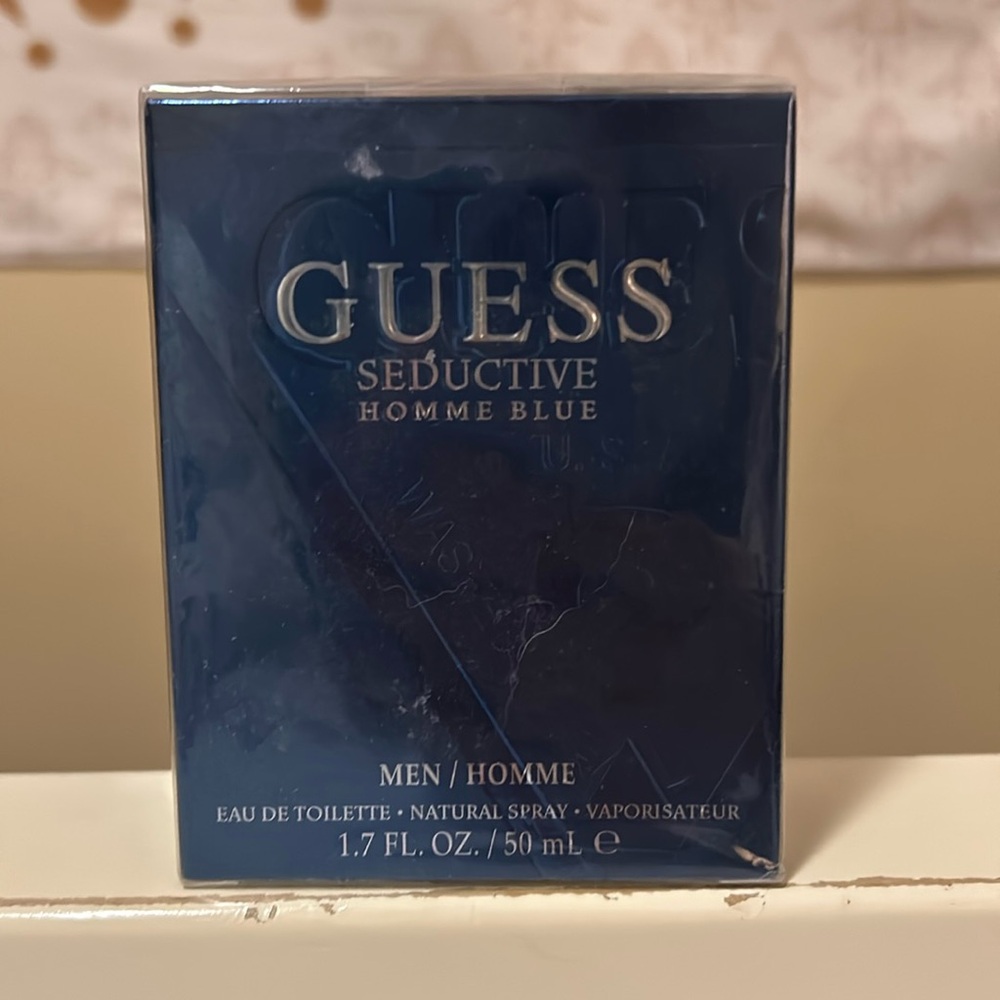 GUESS
SEDUCTIVE
HOMME BLUE
U.S.
MEN / HOMME
EAU DE TOILETTE • NATURAL SPRAY • VAPORISATEUR
1.7 FL. OZ. / 50 mL ℮